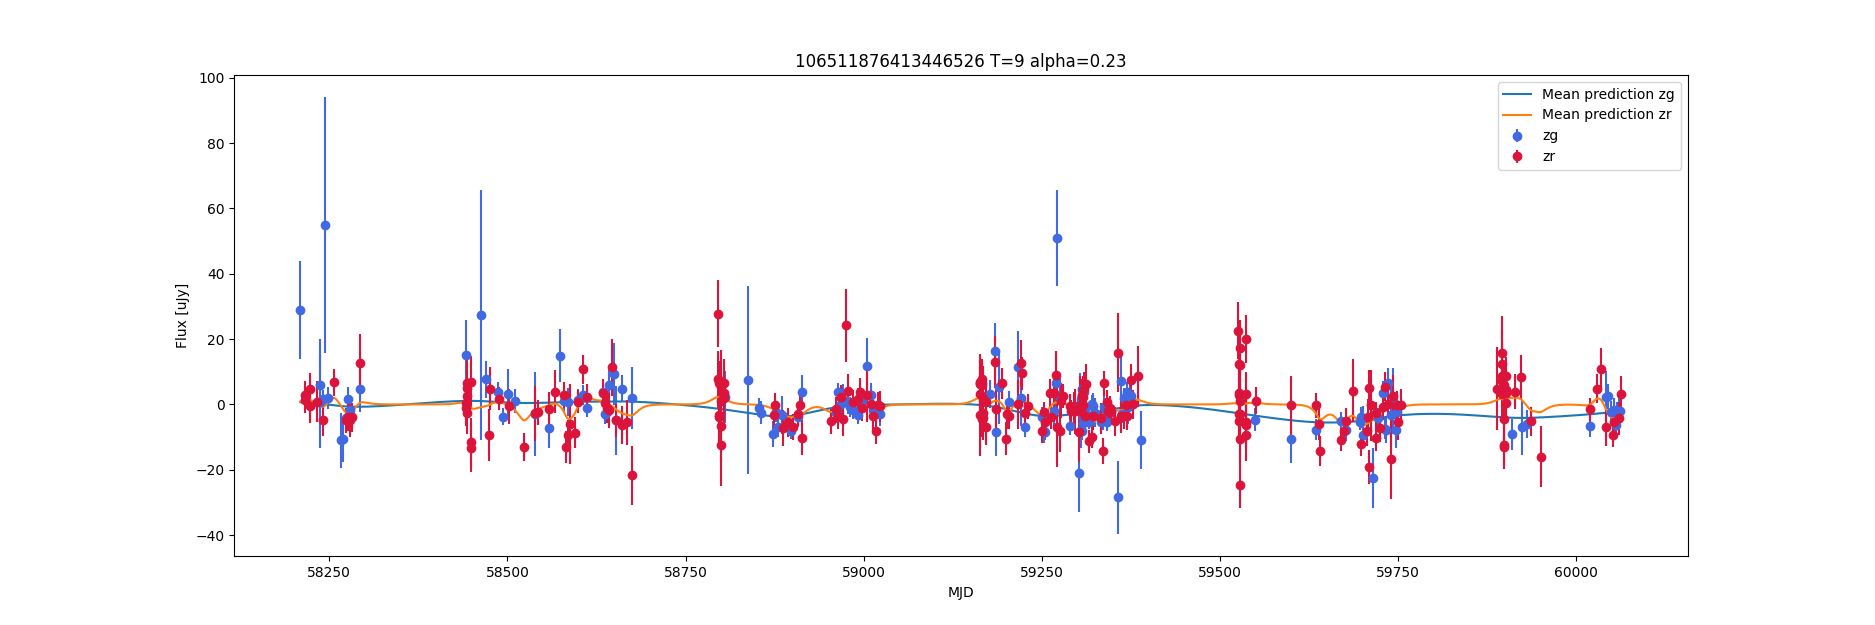 106511876413446526 T=9 alpha=0.23
Flux [uJy]
100
80
60
40
20
0
−20
−40
Mean prediction zg
Mean prediction zr
zg
zr
58250 58500 58750 59000 59250 59500 59750 60000
MJD